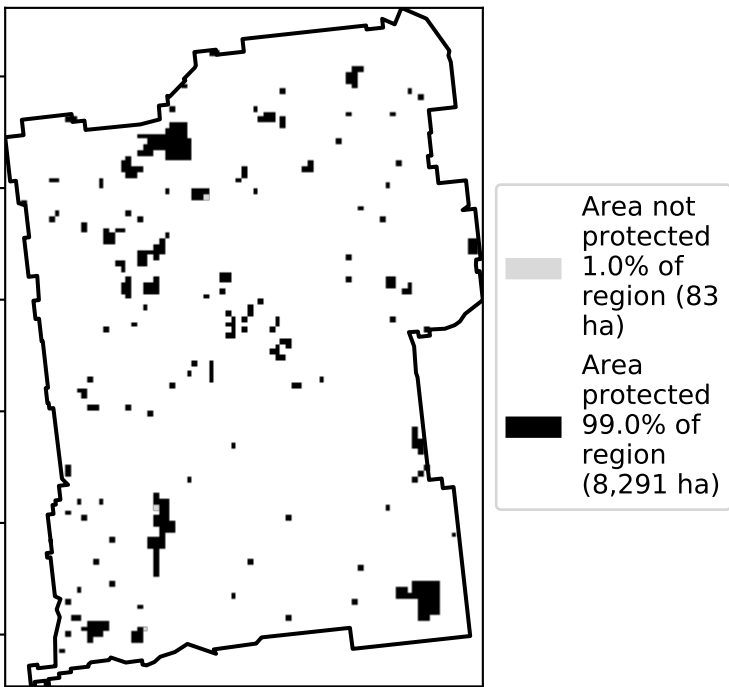 Area not
protected
1.0% of
region (83
ha)
Area
protected
99.0% of
region
(8,291 ha)